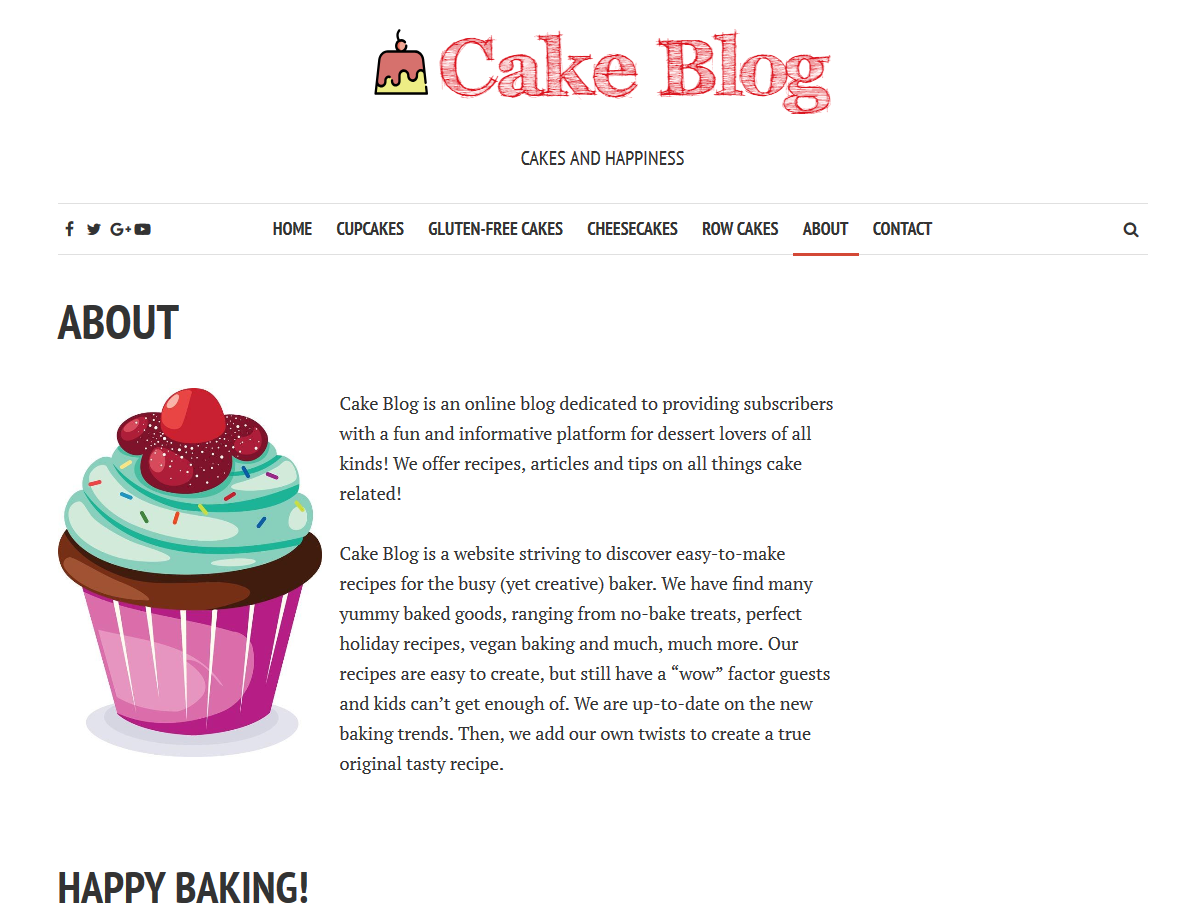 Cake Blog
CAKES AND HAPPINESS
HOME CUPCAKES GLUTEN-FREE CAKES CHEESECAKES ROW CAKES ABOUT CONTACT
ABOUT
Cake Blog is an online blog dedicated to providing subscribers
with a fun and informative platform for dessert lovers of all
kinds! We offer recipes, articles and tips on all things cake
related!
Cake Blog is a website striving to discover easy-to-make
recipes for the busy (yet creative) baker. We have find many
yummy baked goods, ranging from no-bake treats, perfect
holiday recipes, vegan baking and much, much more. Our
recipes are easy to create, but still have a “wow” factor guests
and kids can’t get enough of. We are up-to-date on the new
baking trends. Then, we add our own twists to create a true
original tasty recipe.
HAPPY BAKING!